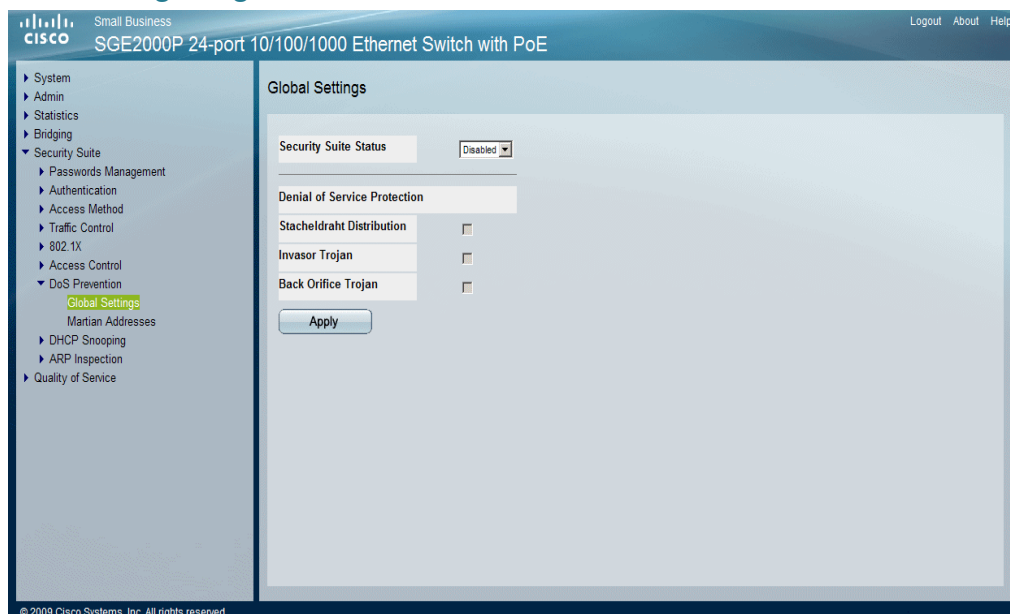 Small Business
CISCO
SGE2000P 24-port 10/100/1000 Ethernet Switch with PoE
Logout About Help
System
Admin
Statistics
Bridging
Security Suite
Passwords Management
Authentication
Access Method
Traffic Control
802.1X
Access Control
DoS Prevention
Global Settings
Martian Addresses
DHCP Snooping
ARP Inspection
Quality of Service
Global Settings
Security Suite Status
Disabled
Denial of Service Protection
Stacheldraht Distribution
Invasor Trojan
Back Orifice Trojan
Apply
© 2009 Cisco Systems, Inc. All rights reserved